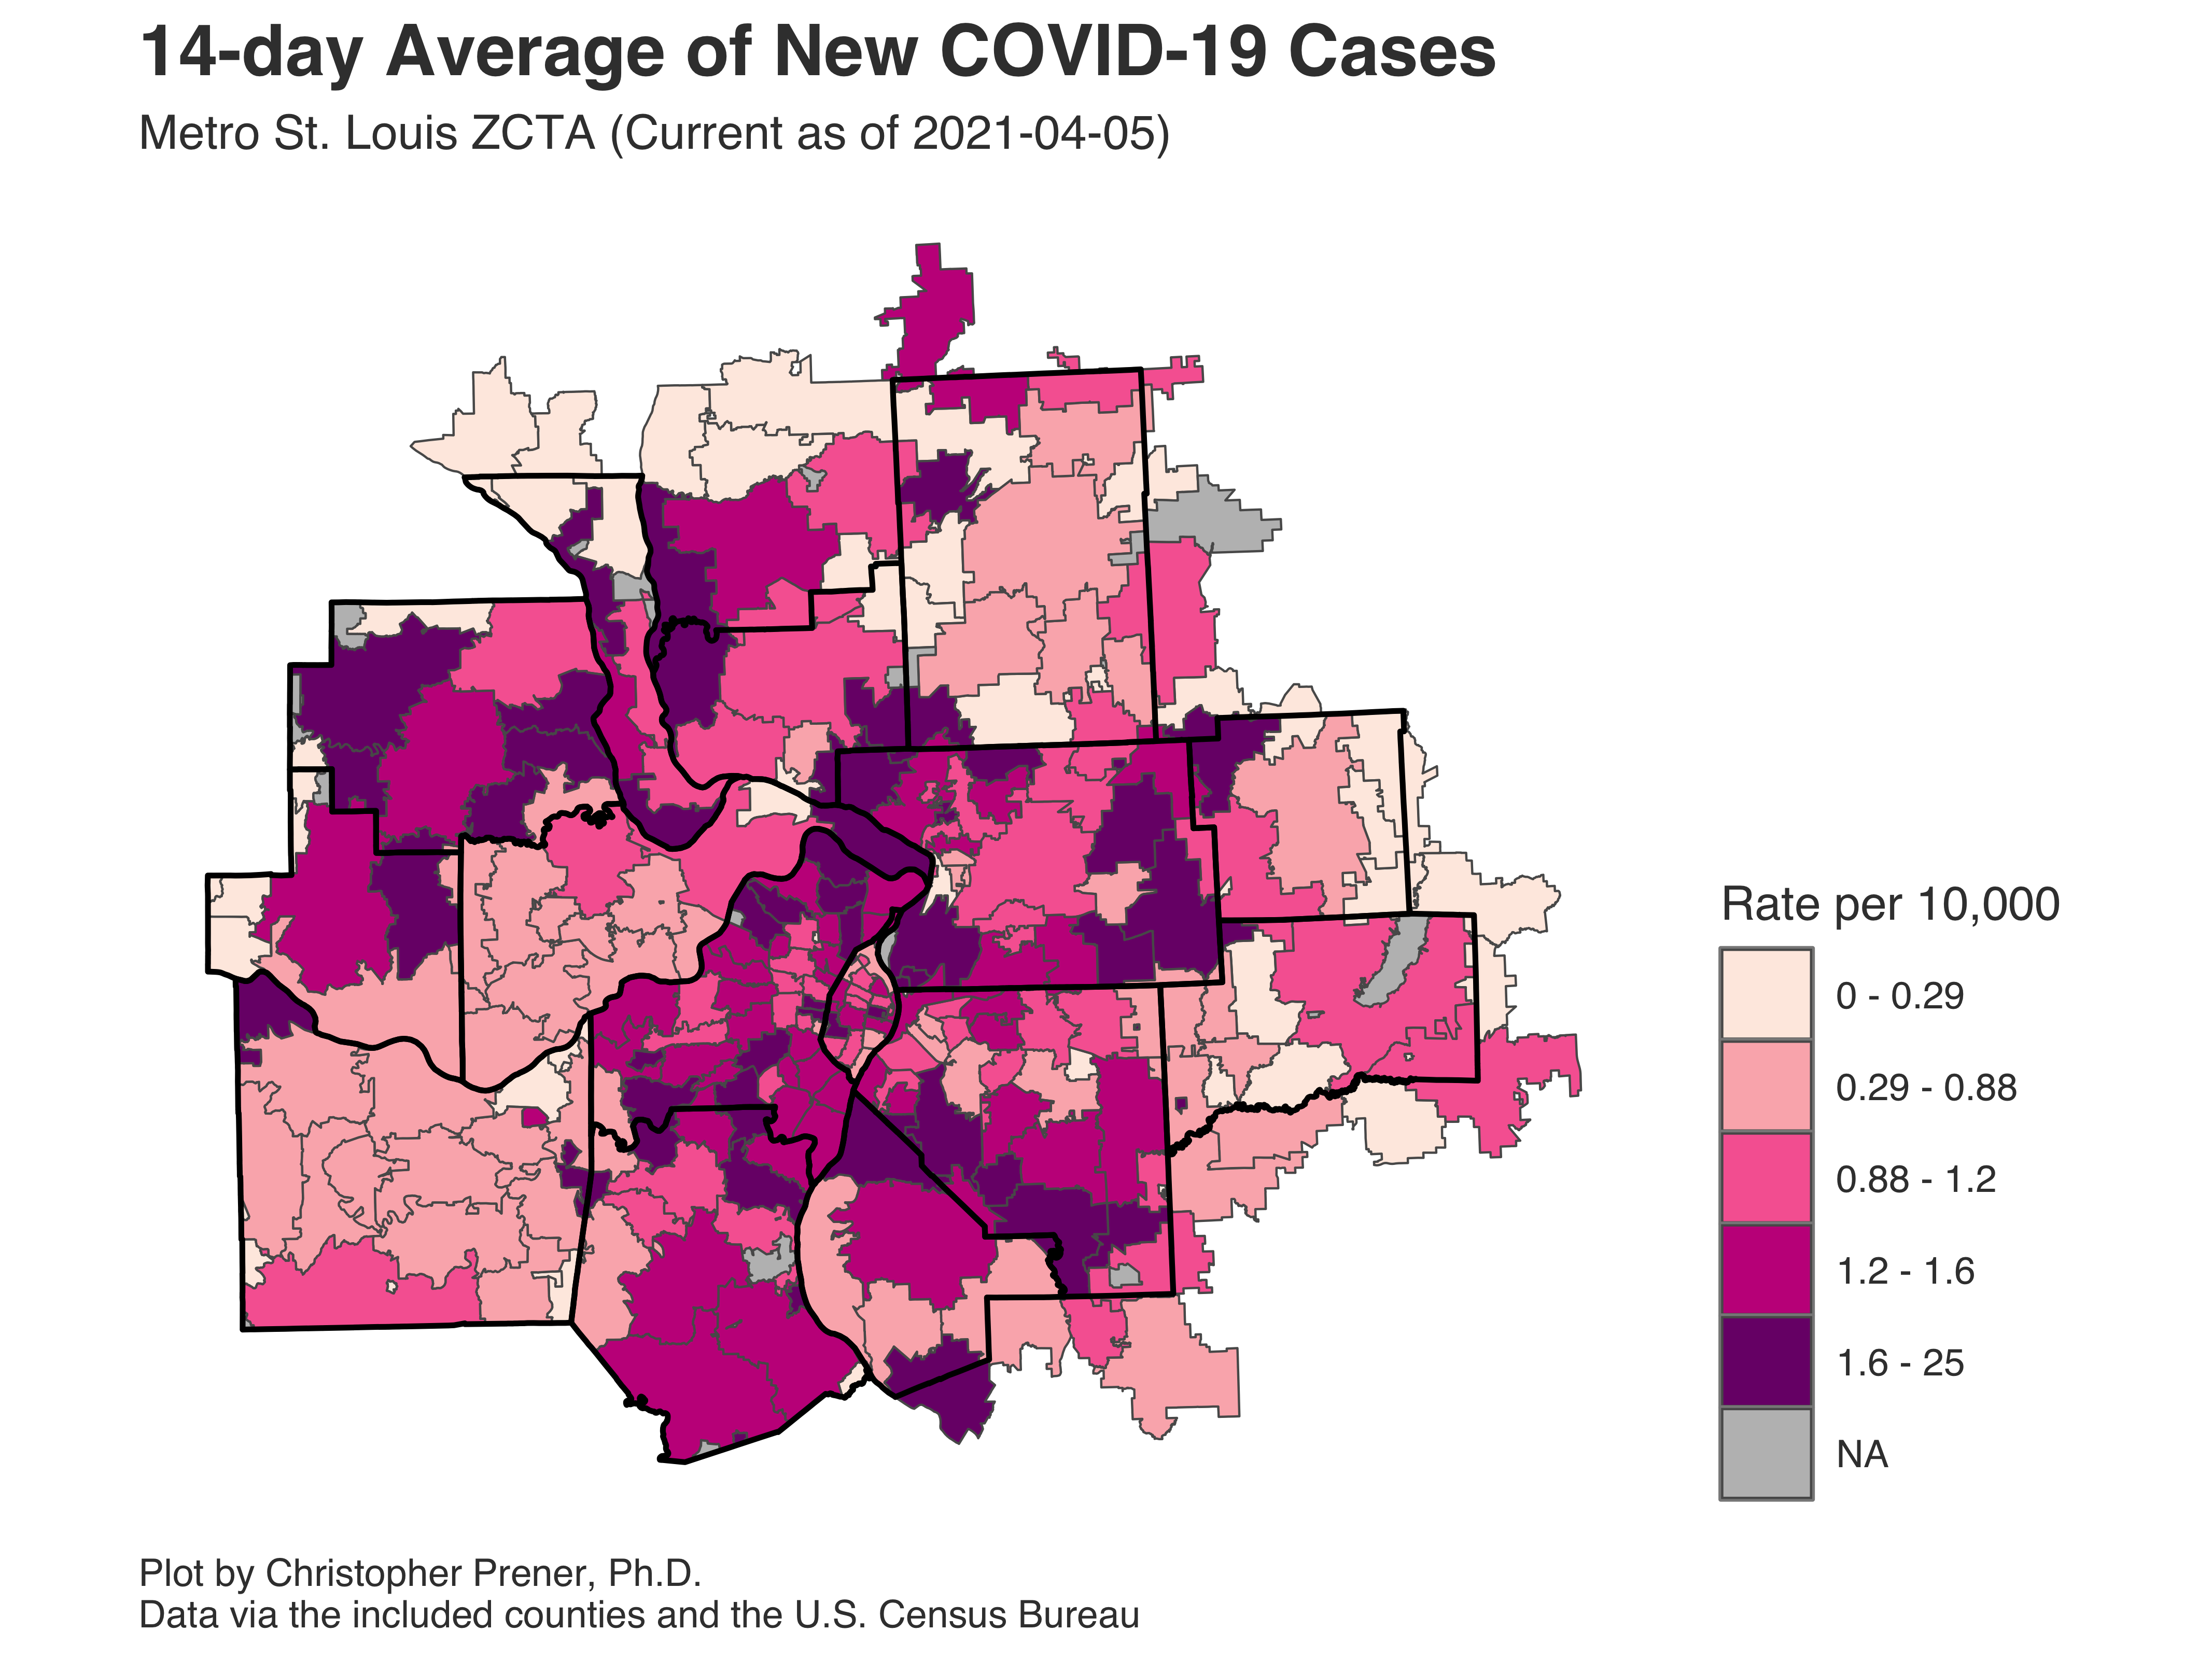 14-day Average of New COVID-19 Cases
Metro St. Louis ZCTA (Current as of 2021-04-05)
Rate per 10,000
0 - 0.29
0.29 - 0.88
0.88 - 1.2
1.2 - 1.6
1.6 - 25
NA
Plot by Christopher Prener, Ph.D.
Data via the included counties and the U.S. Census Bureau